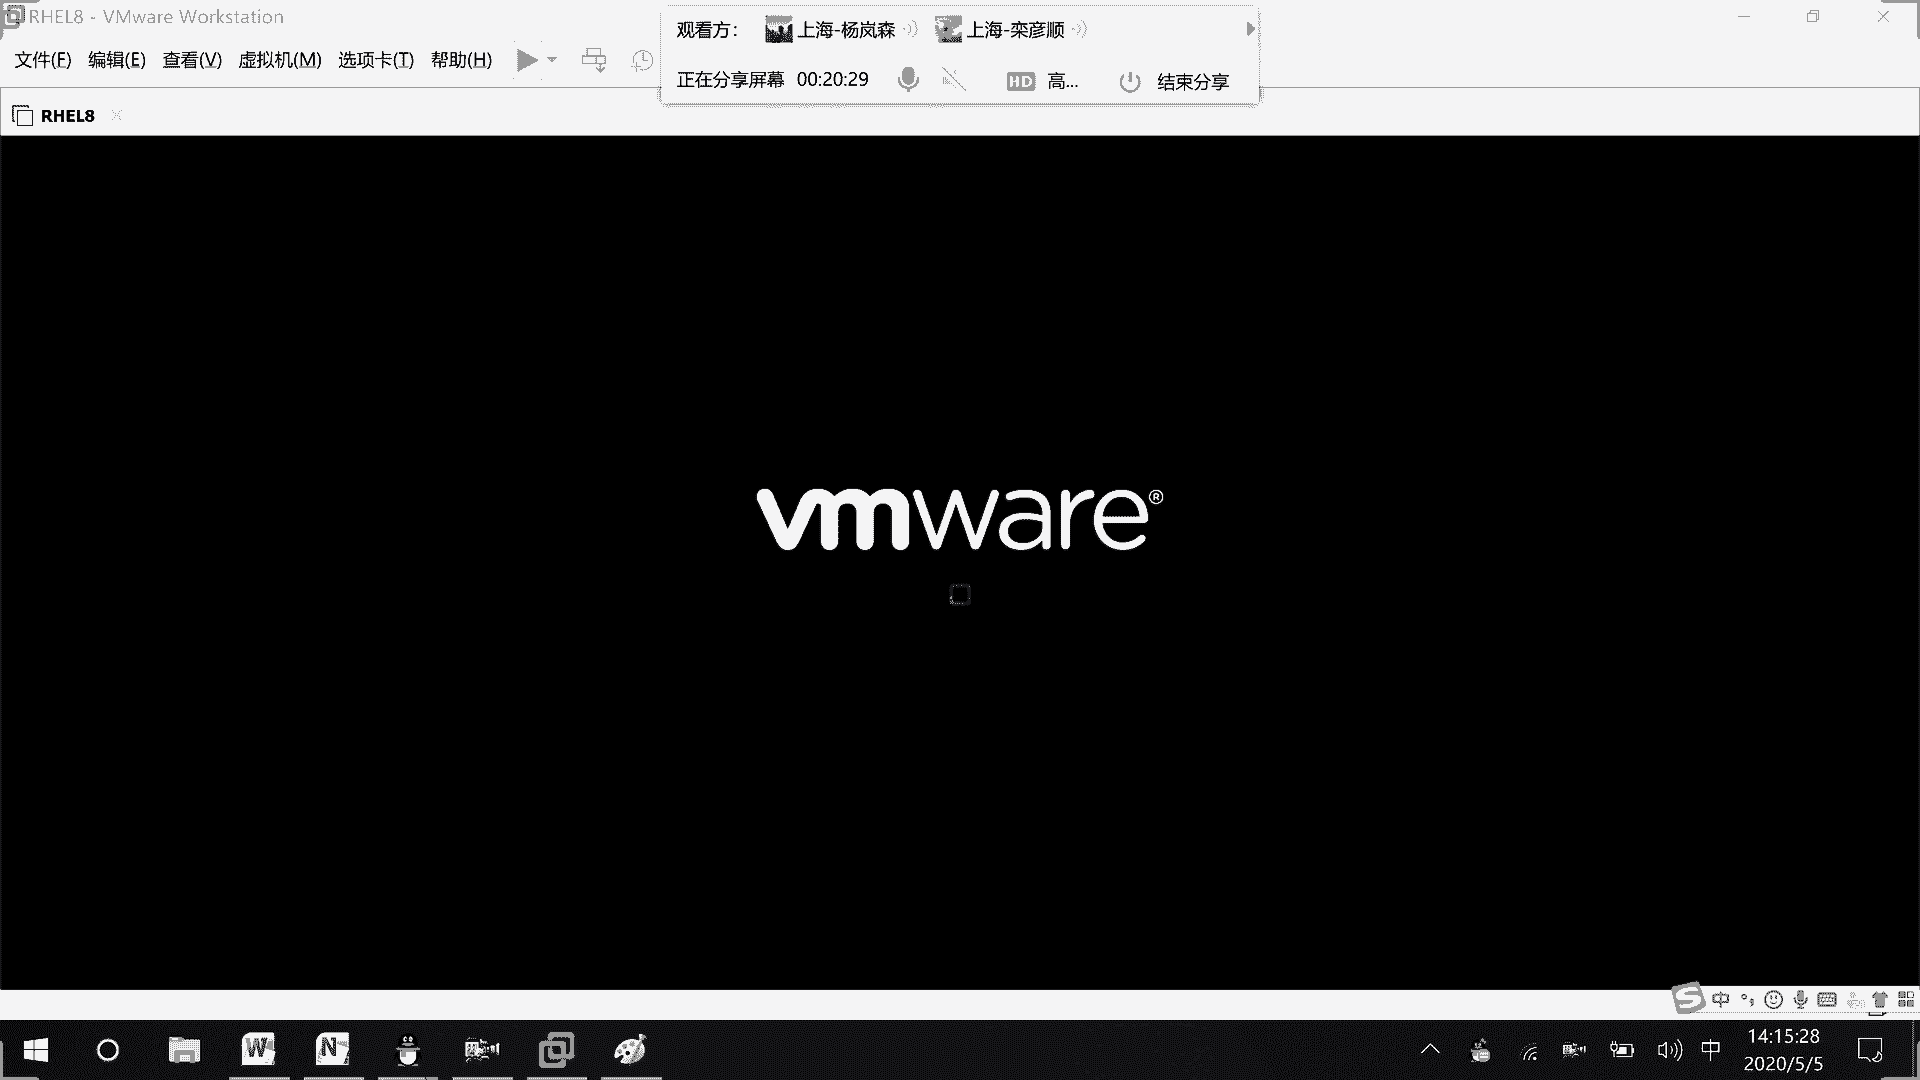 RHEL8 - VMware Workstation
观看方： 上海-杨岚森 上海-栾彦顺
文件(F) 编辑(E) 查看(V) 虚拟机(M) 选项卡(T) 帮助(H)
正在分享屏幕 00:20:29 HD 高... 结束分享
RHEL8
vmware®
S 中
W N 中 14:15:28
2020/5/5